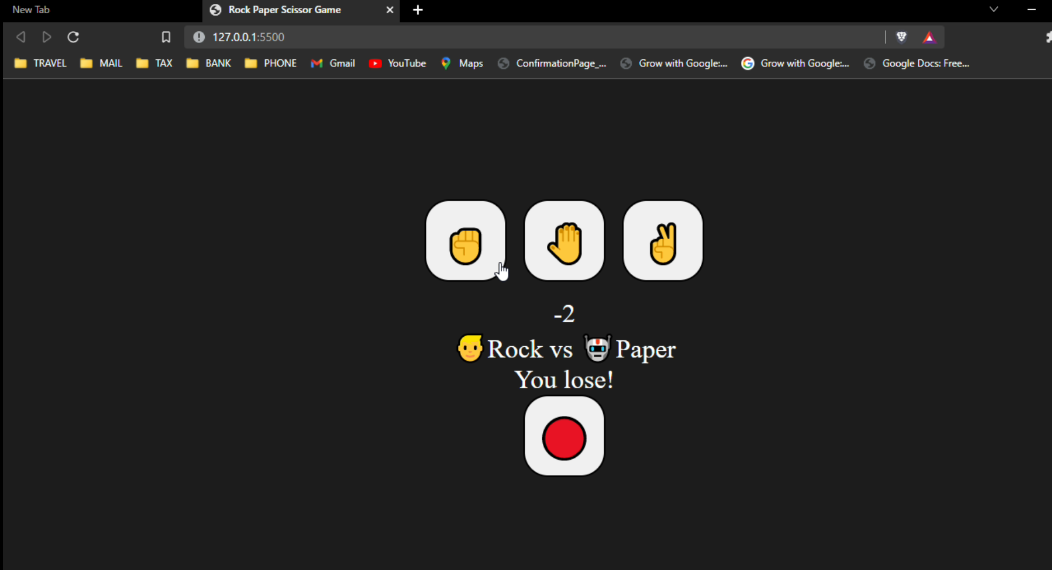 New Tab
Rock Paper Scissor Game
127.0.0.1:5500
TRAVEL MAIL TAX BANK PHONE Gmail YouTube Maps ConfirmationPage_... Grow with Google:... Grow with Google:... Google Docs: Free...
-2
Rock vs Paper
You lose!